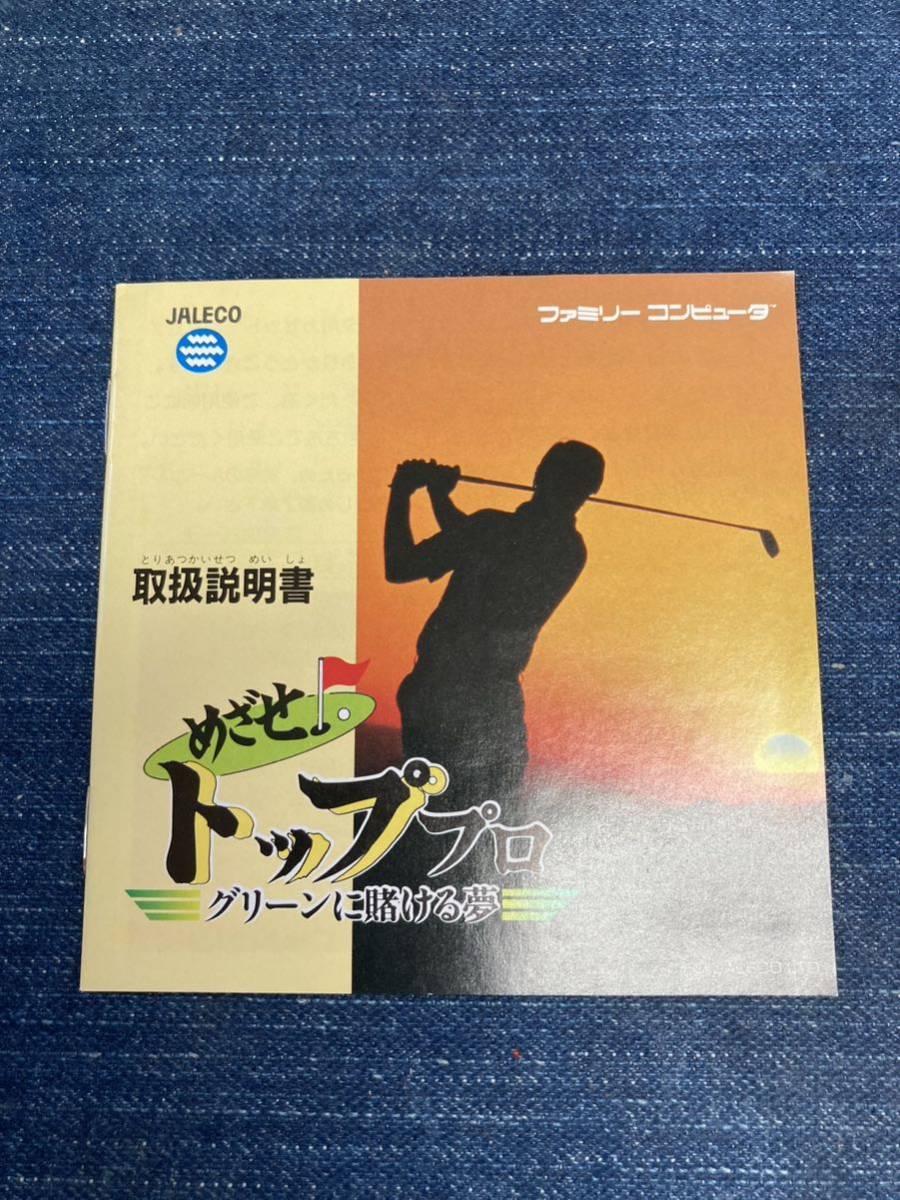 JALECO
ファミリー コンピュータ™
とりあつかいせつ めい しょ
取扱説明書
めざせ!
トッププロ
グリーンに賭ける夢